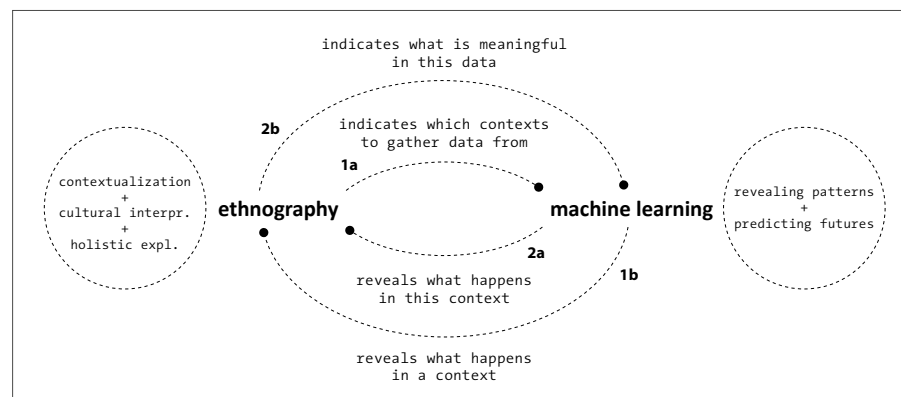 indicates what is meaningful
in this data
2b
indicates which contexts
to gather data from
1a
contextualization
+
cultural interpr.
+
holistic expl.
ethnography
machine learning
revealing patterns
+
predicting futures
2a
1b
reveals what happens
in this context
reveals what happens
in a context